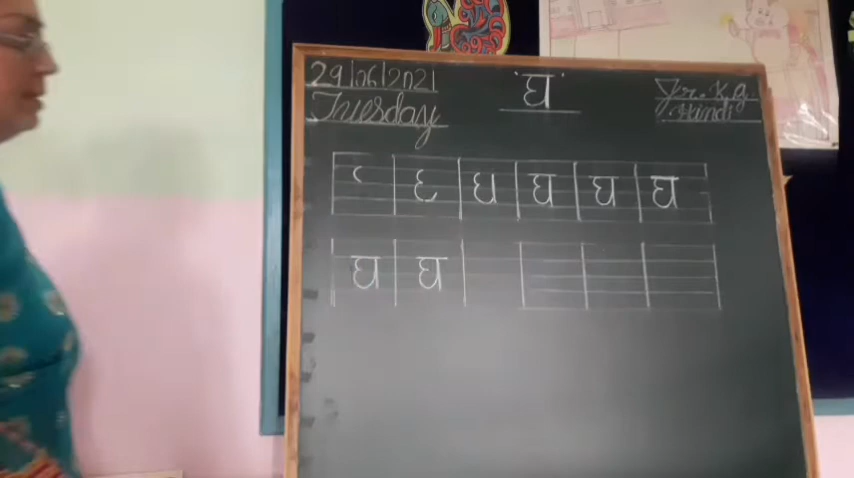 29/06/2021
घ
Jr. K.G
Tuesday
Hindi
घ घ घ घ
घ घ